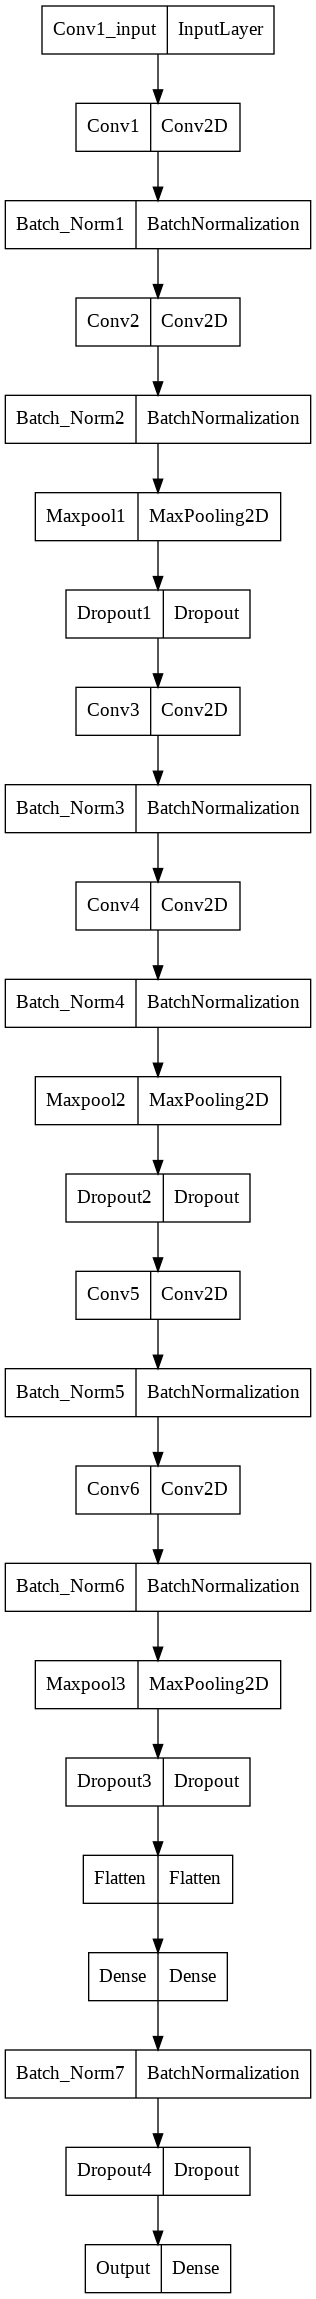 Conv1_input InputLayer
Conv1 Conv2D
Batch_Norm1 BatchNormalization
Conv2 Conv2D
Batch_Norm2 BatchNormalization
Maxpool1 MaxPooling2D
Dropout1 Dropout
Conv3 Conv2D
Batch_Norm3 BatchNormalization
Conv4 Conv2D
Batch_Norm4 BatchNormalization
Maxpool2 MaxPooling2D
Dropout2 Dropout
Conv5 Conv2D
Batch_Norm5 BatchNormalization
Conv6 Conv2D
Batch_Norm6 BatchNormalization
Maxpool3 MaxPooling2D
Dropout3 Dropout
Flatten Flatten
Dense Dense
Batch_Norm7 BatchNormalization
Dropout4 Dropout
Output Dense